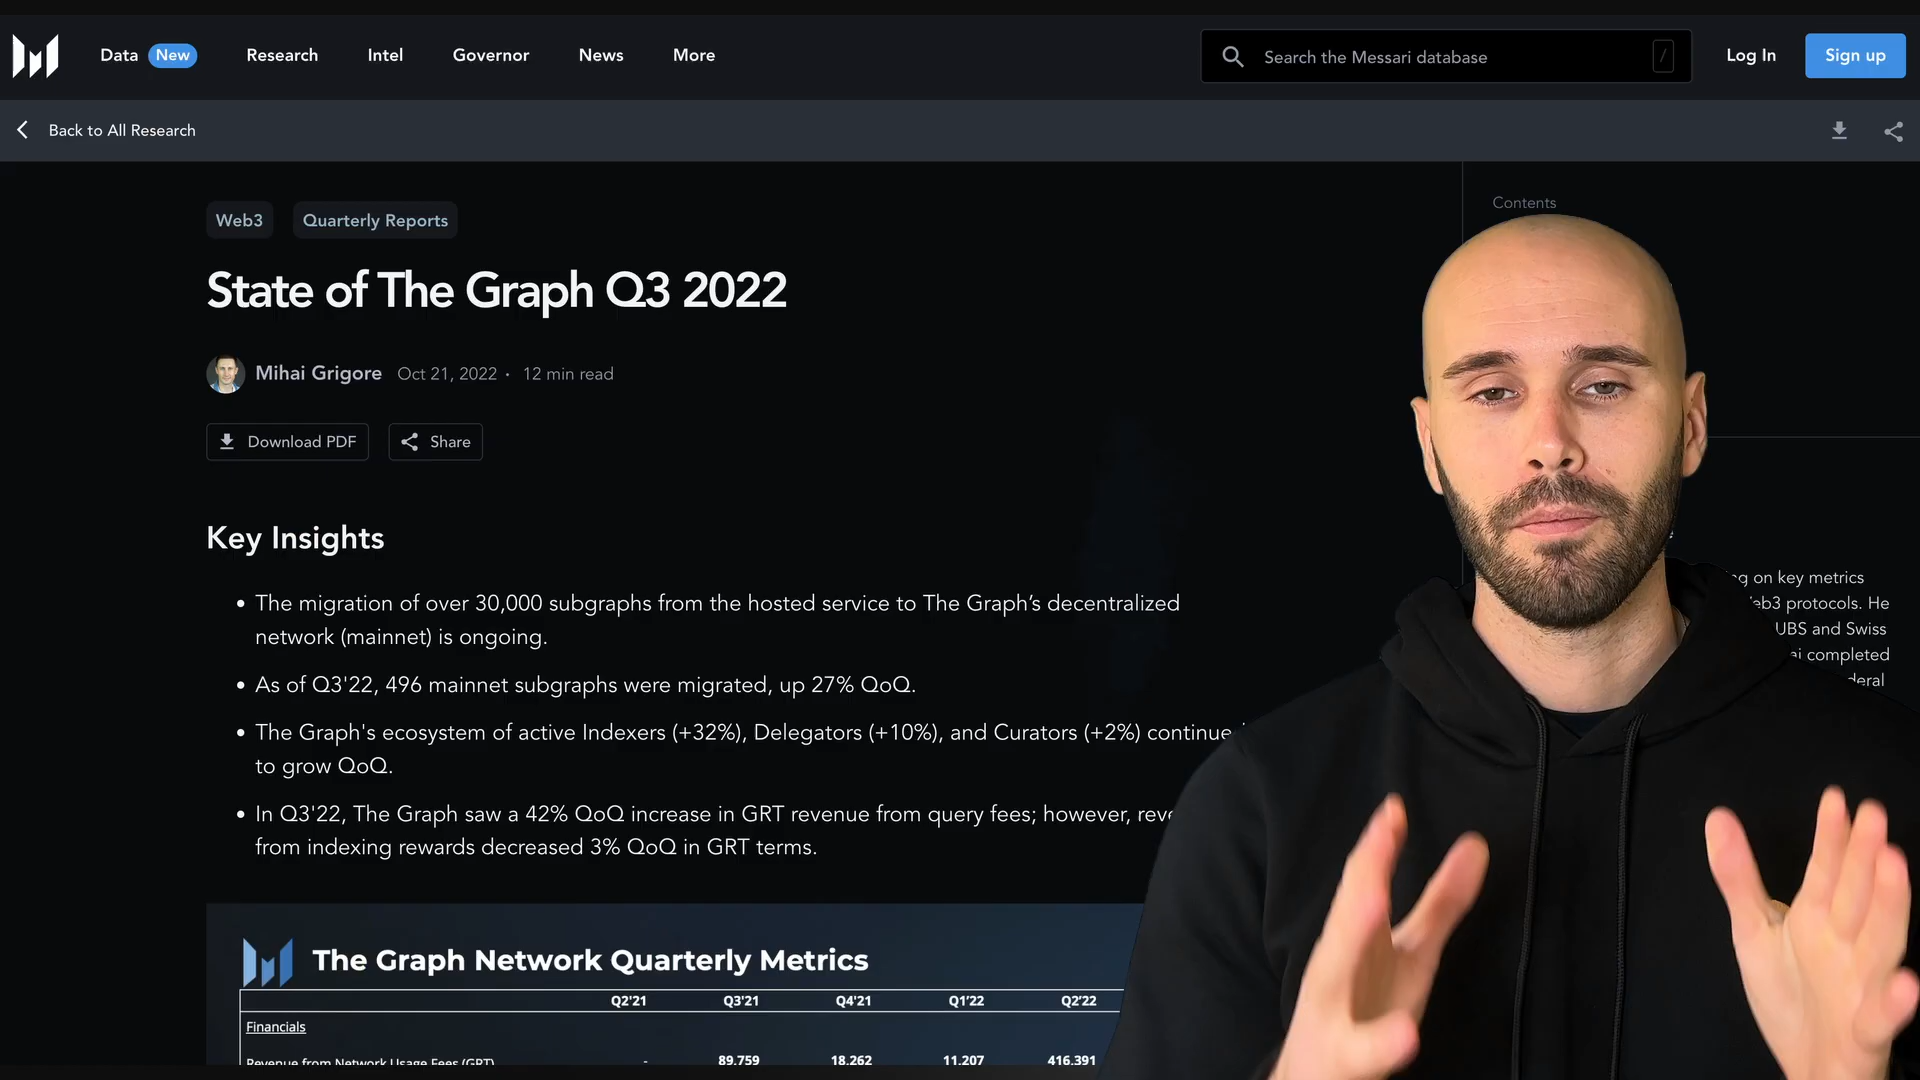 Data New Research Intel Governor News More Search the Messari database / Log In Sign up
Back to All Research
Web3 Quarterly Reports
State of The Graph Q3 2022
Mihai Grigore Oct 21, 2022 · 12 min read
Download PDF Share
Key Insights
• The migration of over 30,000 subgraphs from the hosted service to The Graph’s decentralized
network (mainnet) is ongoing.
• As of Q3'22, 496 mainnet subgraphs were migrated, up 27% QoQ.
• The Graph's ecosystem of active Indexers (+32%), Delegators (+10%), and Curators (+2%) continue
to grow QoQ.
• In Q3'22, The Graph saw a 42% QoQ increase in GRT revenue from query fees; however,
from indexing rewards decreased 3% QoQ in GRT terms.
The Graph Network Quarterly Metrics
Q2'21 Q3'21 Q4'21 Q1'22 Q2'22
Financials
Revenue from Network Usage Fees (GRT) - 89,759 18,262 11,207 416,391
Contents
on key metrics
protocols. He
UBS and Swiss
completed